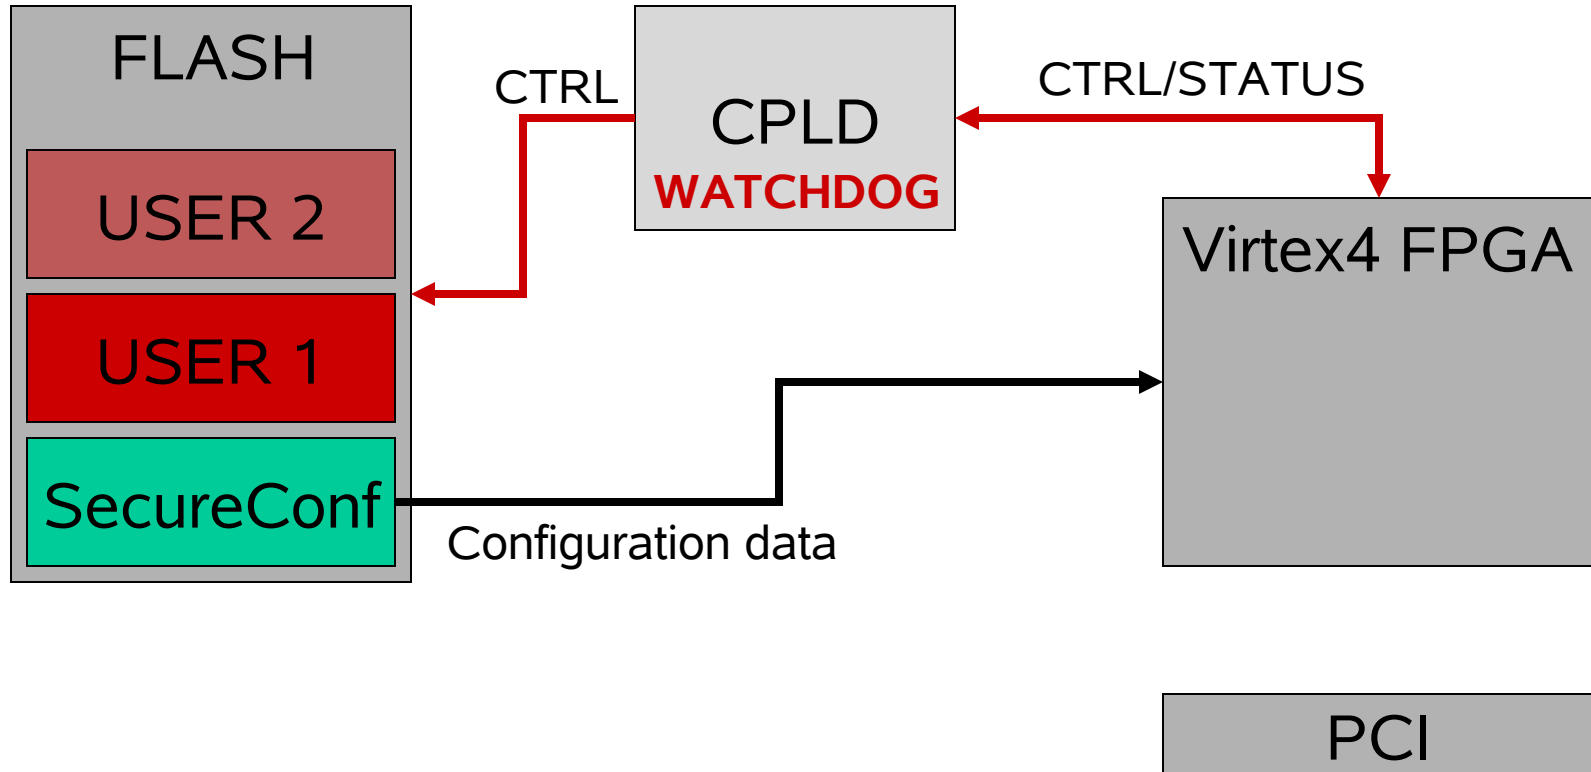 FLASH
USER 2
USER 1
SecureConf
CTRL
CPLD
WATCHDOG
CTRL/STATUS
Virtex4 FPGA
Configuration data
PCI